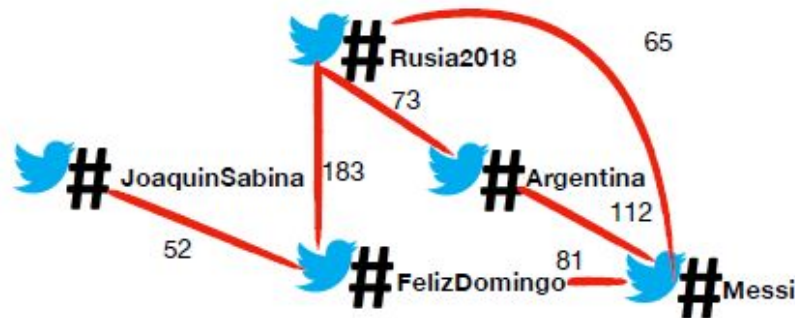 # Rusia2018
65
73
# JoaquinSabina
183
# Argentina
112
52
# FelizDomingo
81
# Messi